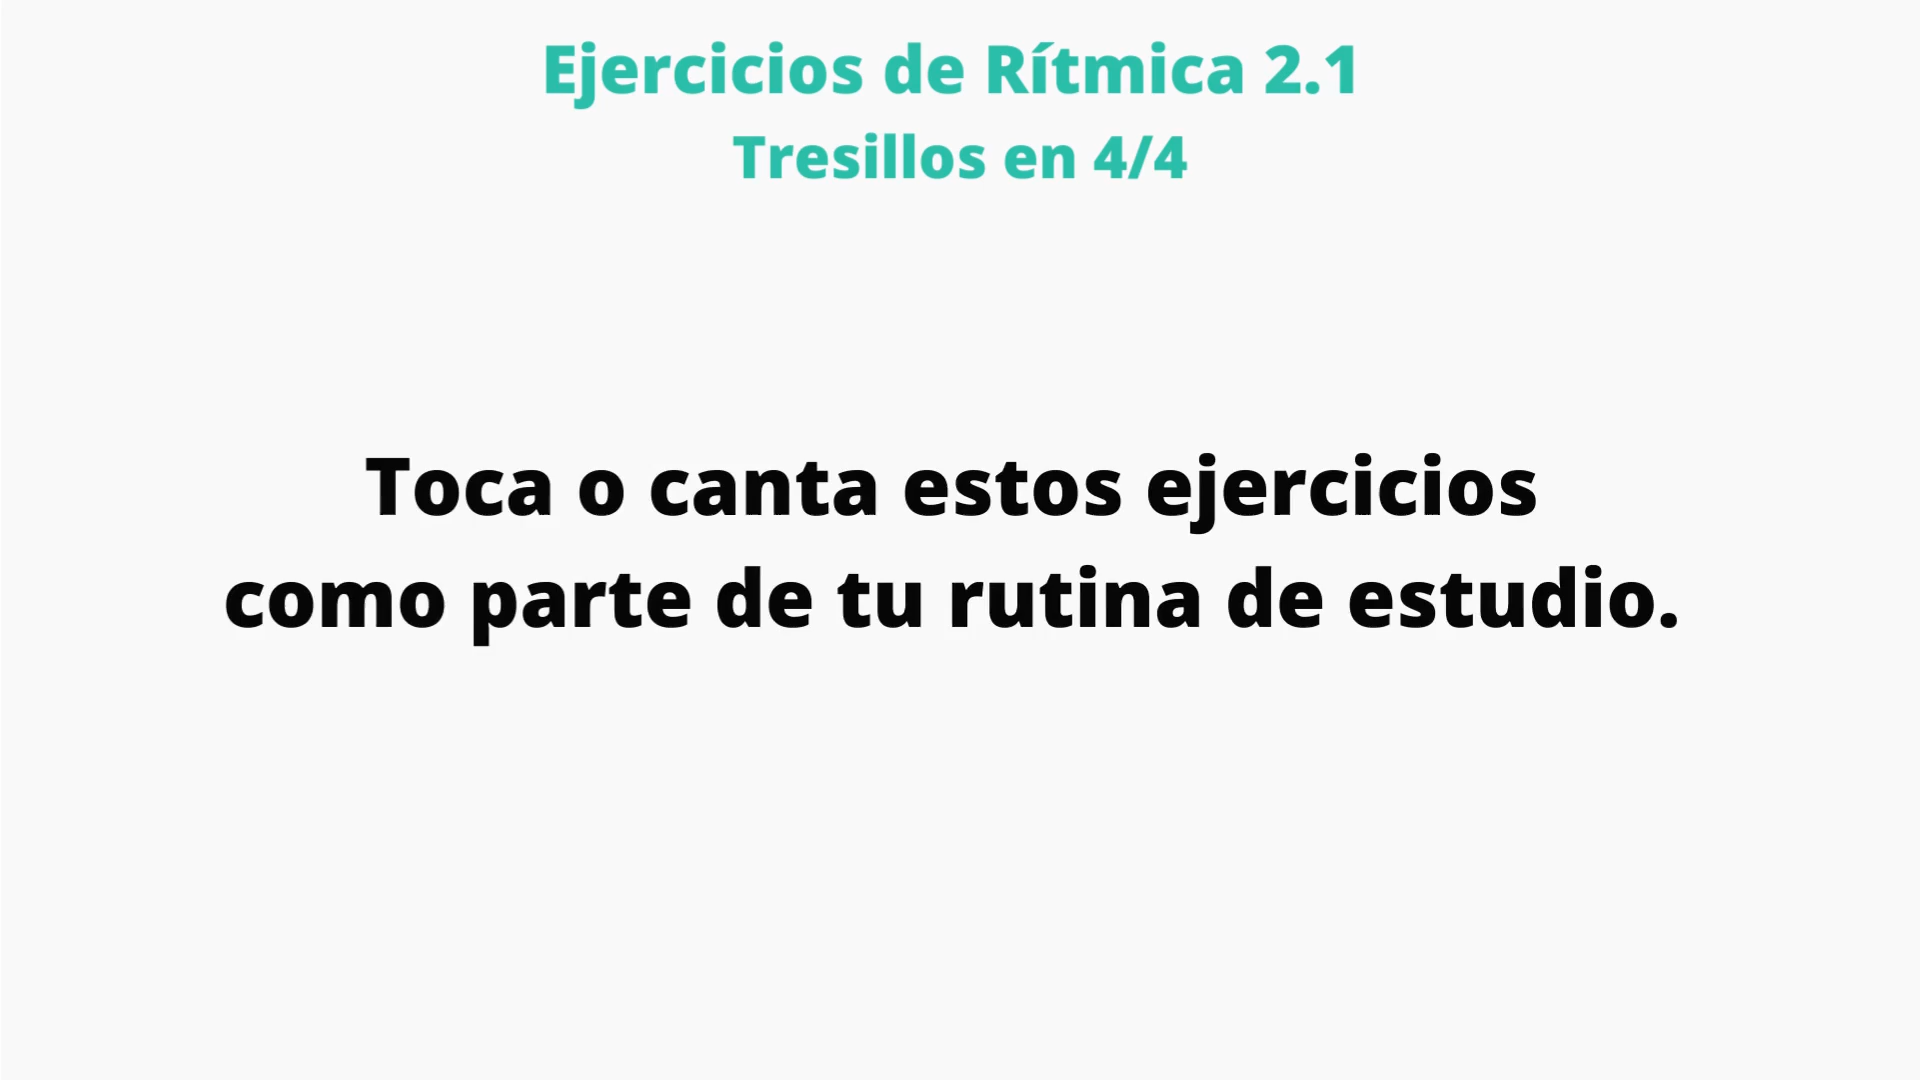 Ejercicios de Rítmica 2.1
Tresillos en 4/4
Toca o canta estos ejercicios
como parte de tu rutina de estudio.